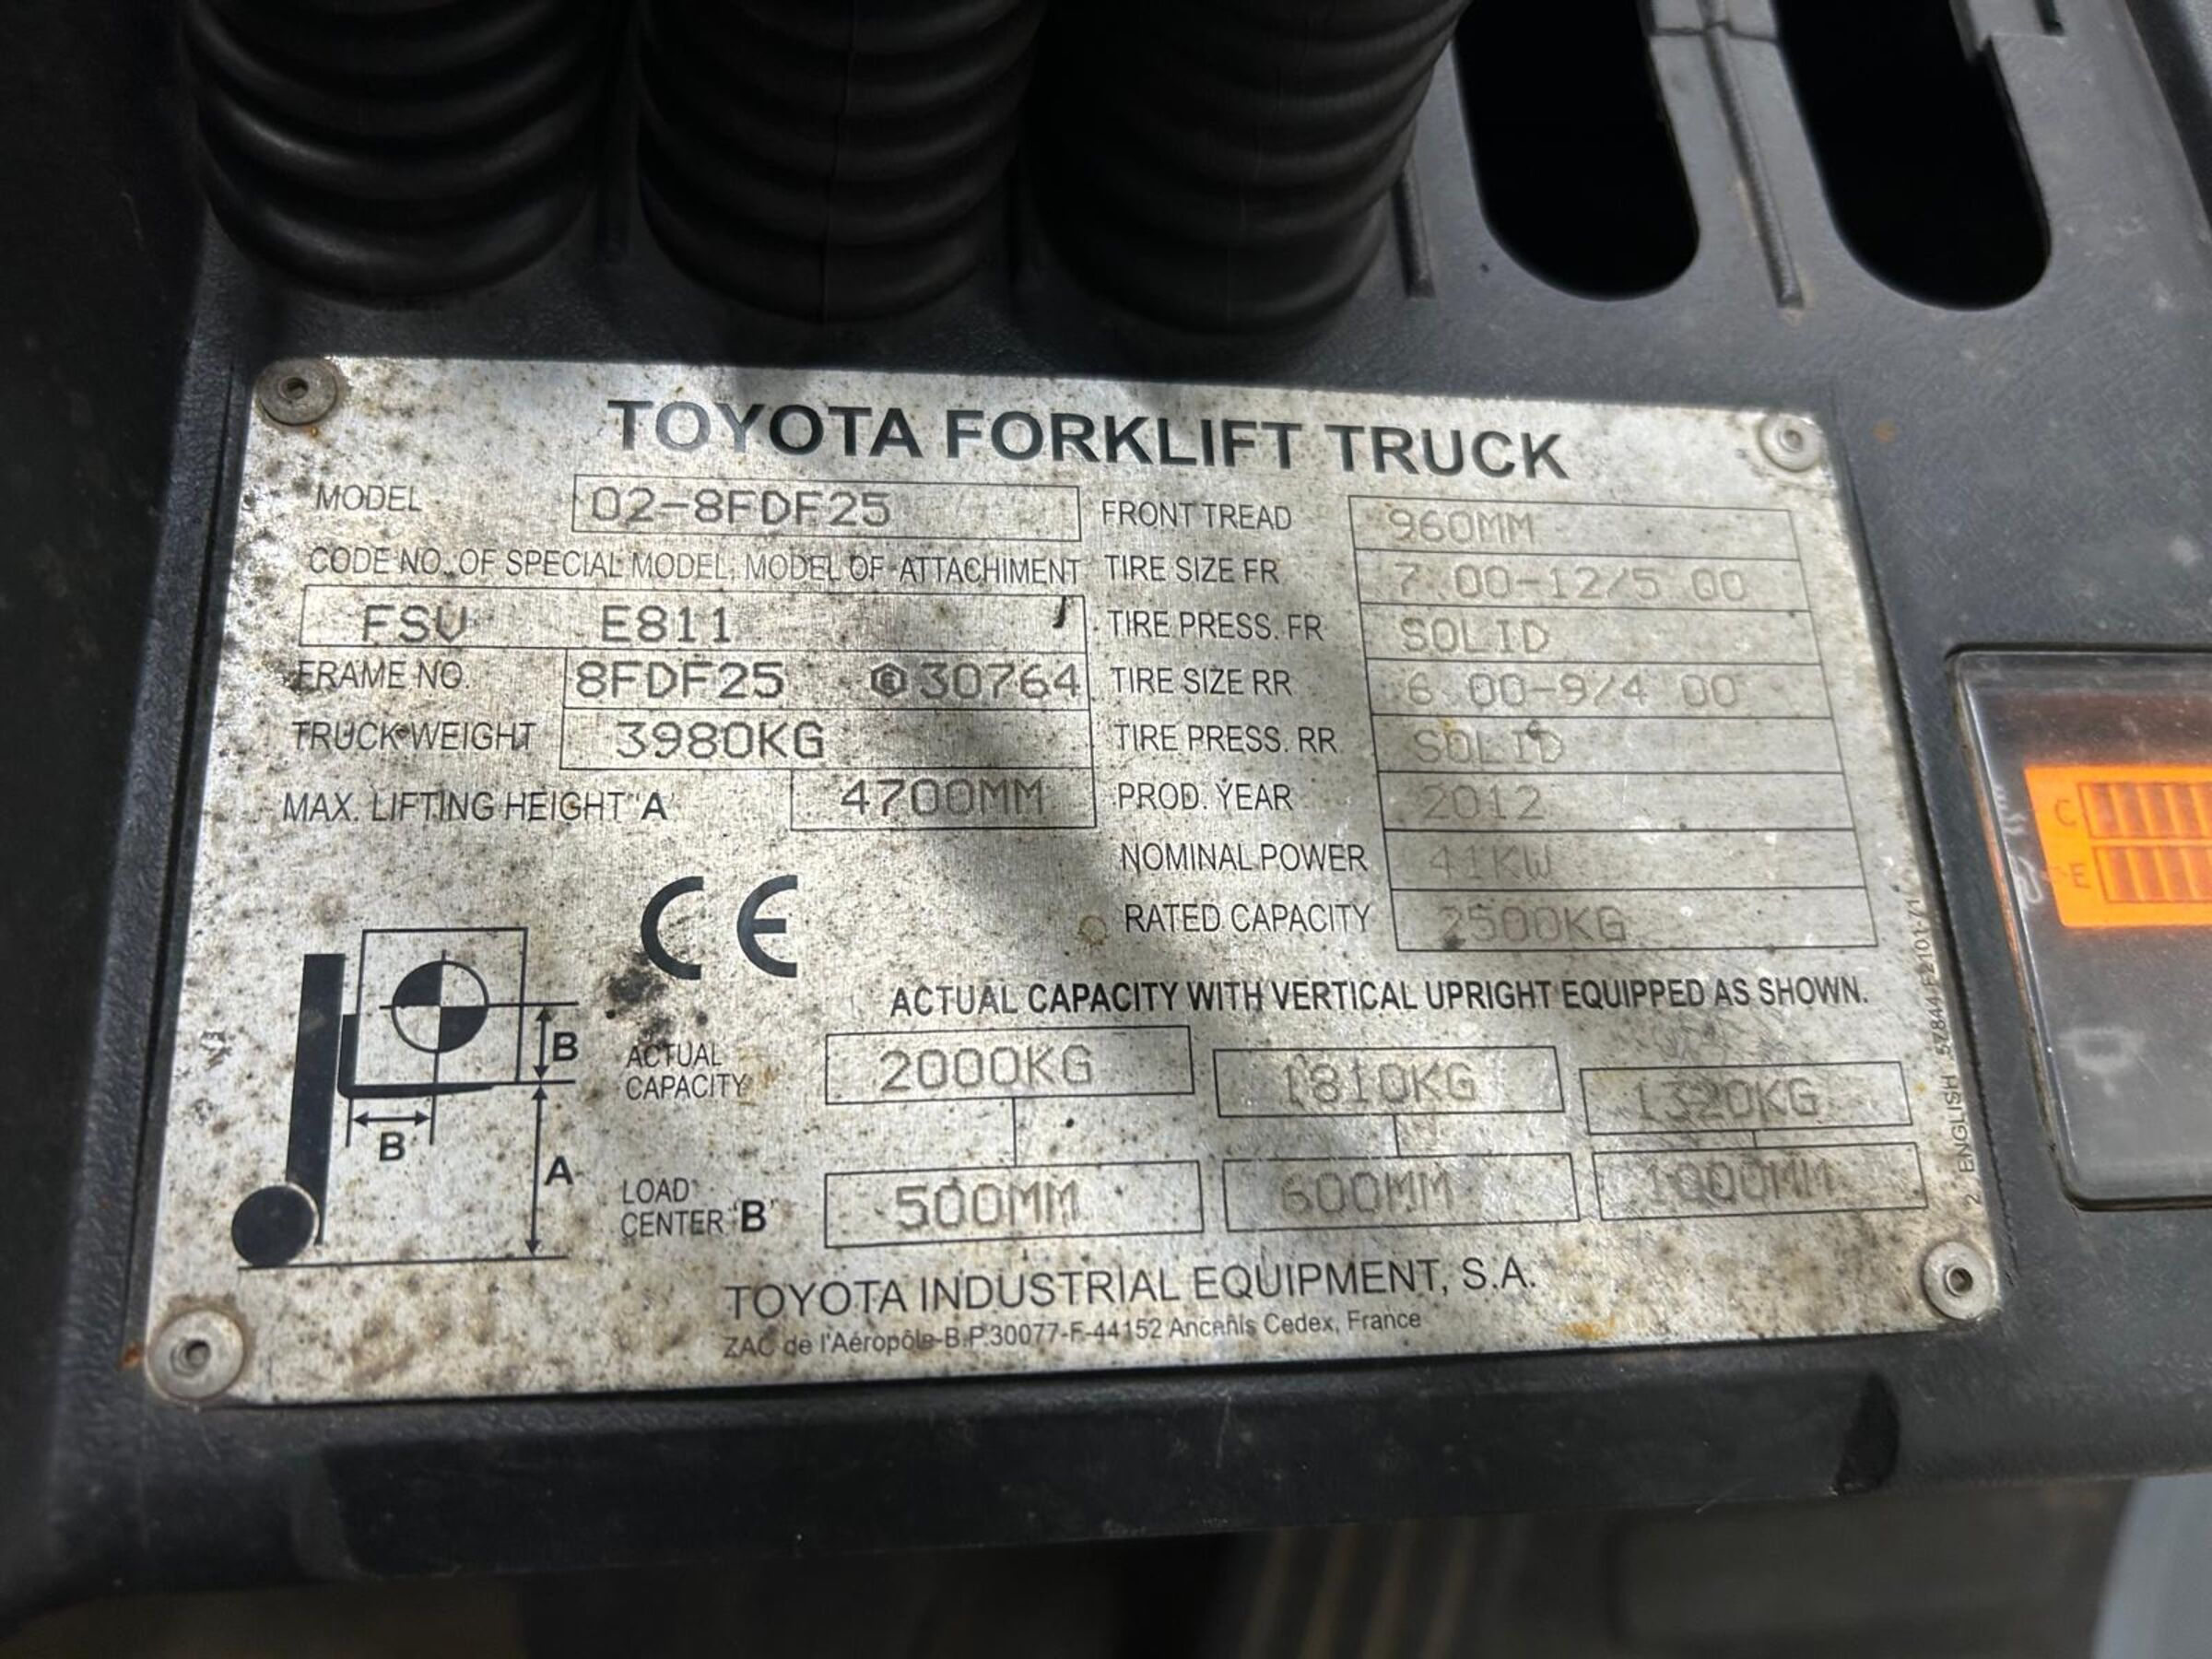 TOYOTA FORKLIFT TRUCK
MODEL 02-8FDF25
CODE NO. OF SPECIAL MODEL, MODEL OF ATTACHIMENT
FSV E811
FRAME NO. 8FDF25 Ⓔ30764
TRUCK WEIGHT 3980KG
MAX. LIFTING HEIGHT "A" 4700MM
FRONT TREAD 960MM
TIRE SIZE FR 7.00-12/5.00
TIRE PRESS. FR SOLID
TIRE SIZE RR 6.00-9/4.00
TIRE PRESS. RR SOLID
PROD. YEAR 2012
NOMINAL POWER 41KW
RATED CAPACITY 2500KG
CE
B
B
A
ACTUAL CAPACITY WITH VERTICAL UPRIGHT EQUIPPED AS SHOWN.
ACTUAL CAPACITY 2000KG 1810KG 1320KG
LOAD CENTER "B" 500MM 600MM 1000MM
TOYOTA INDUSTRIAL EQUIPMENT, S.A.
ZAC de l'Aéropôle-B.P.30077-F-44152 Ancenis Cedex, France
ENGLISH
C
E